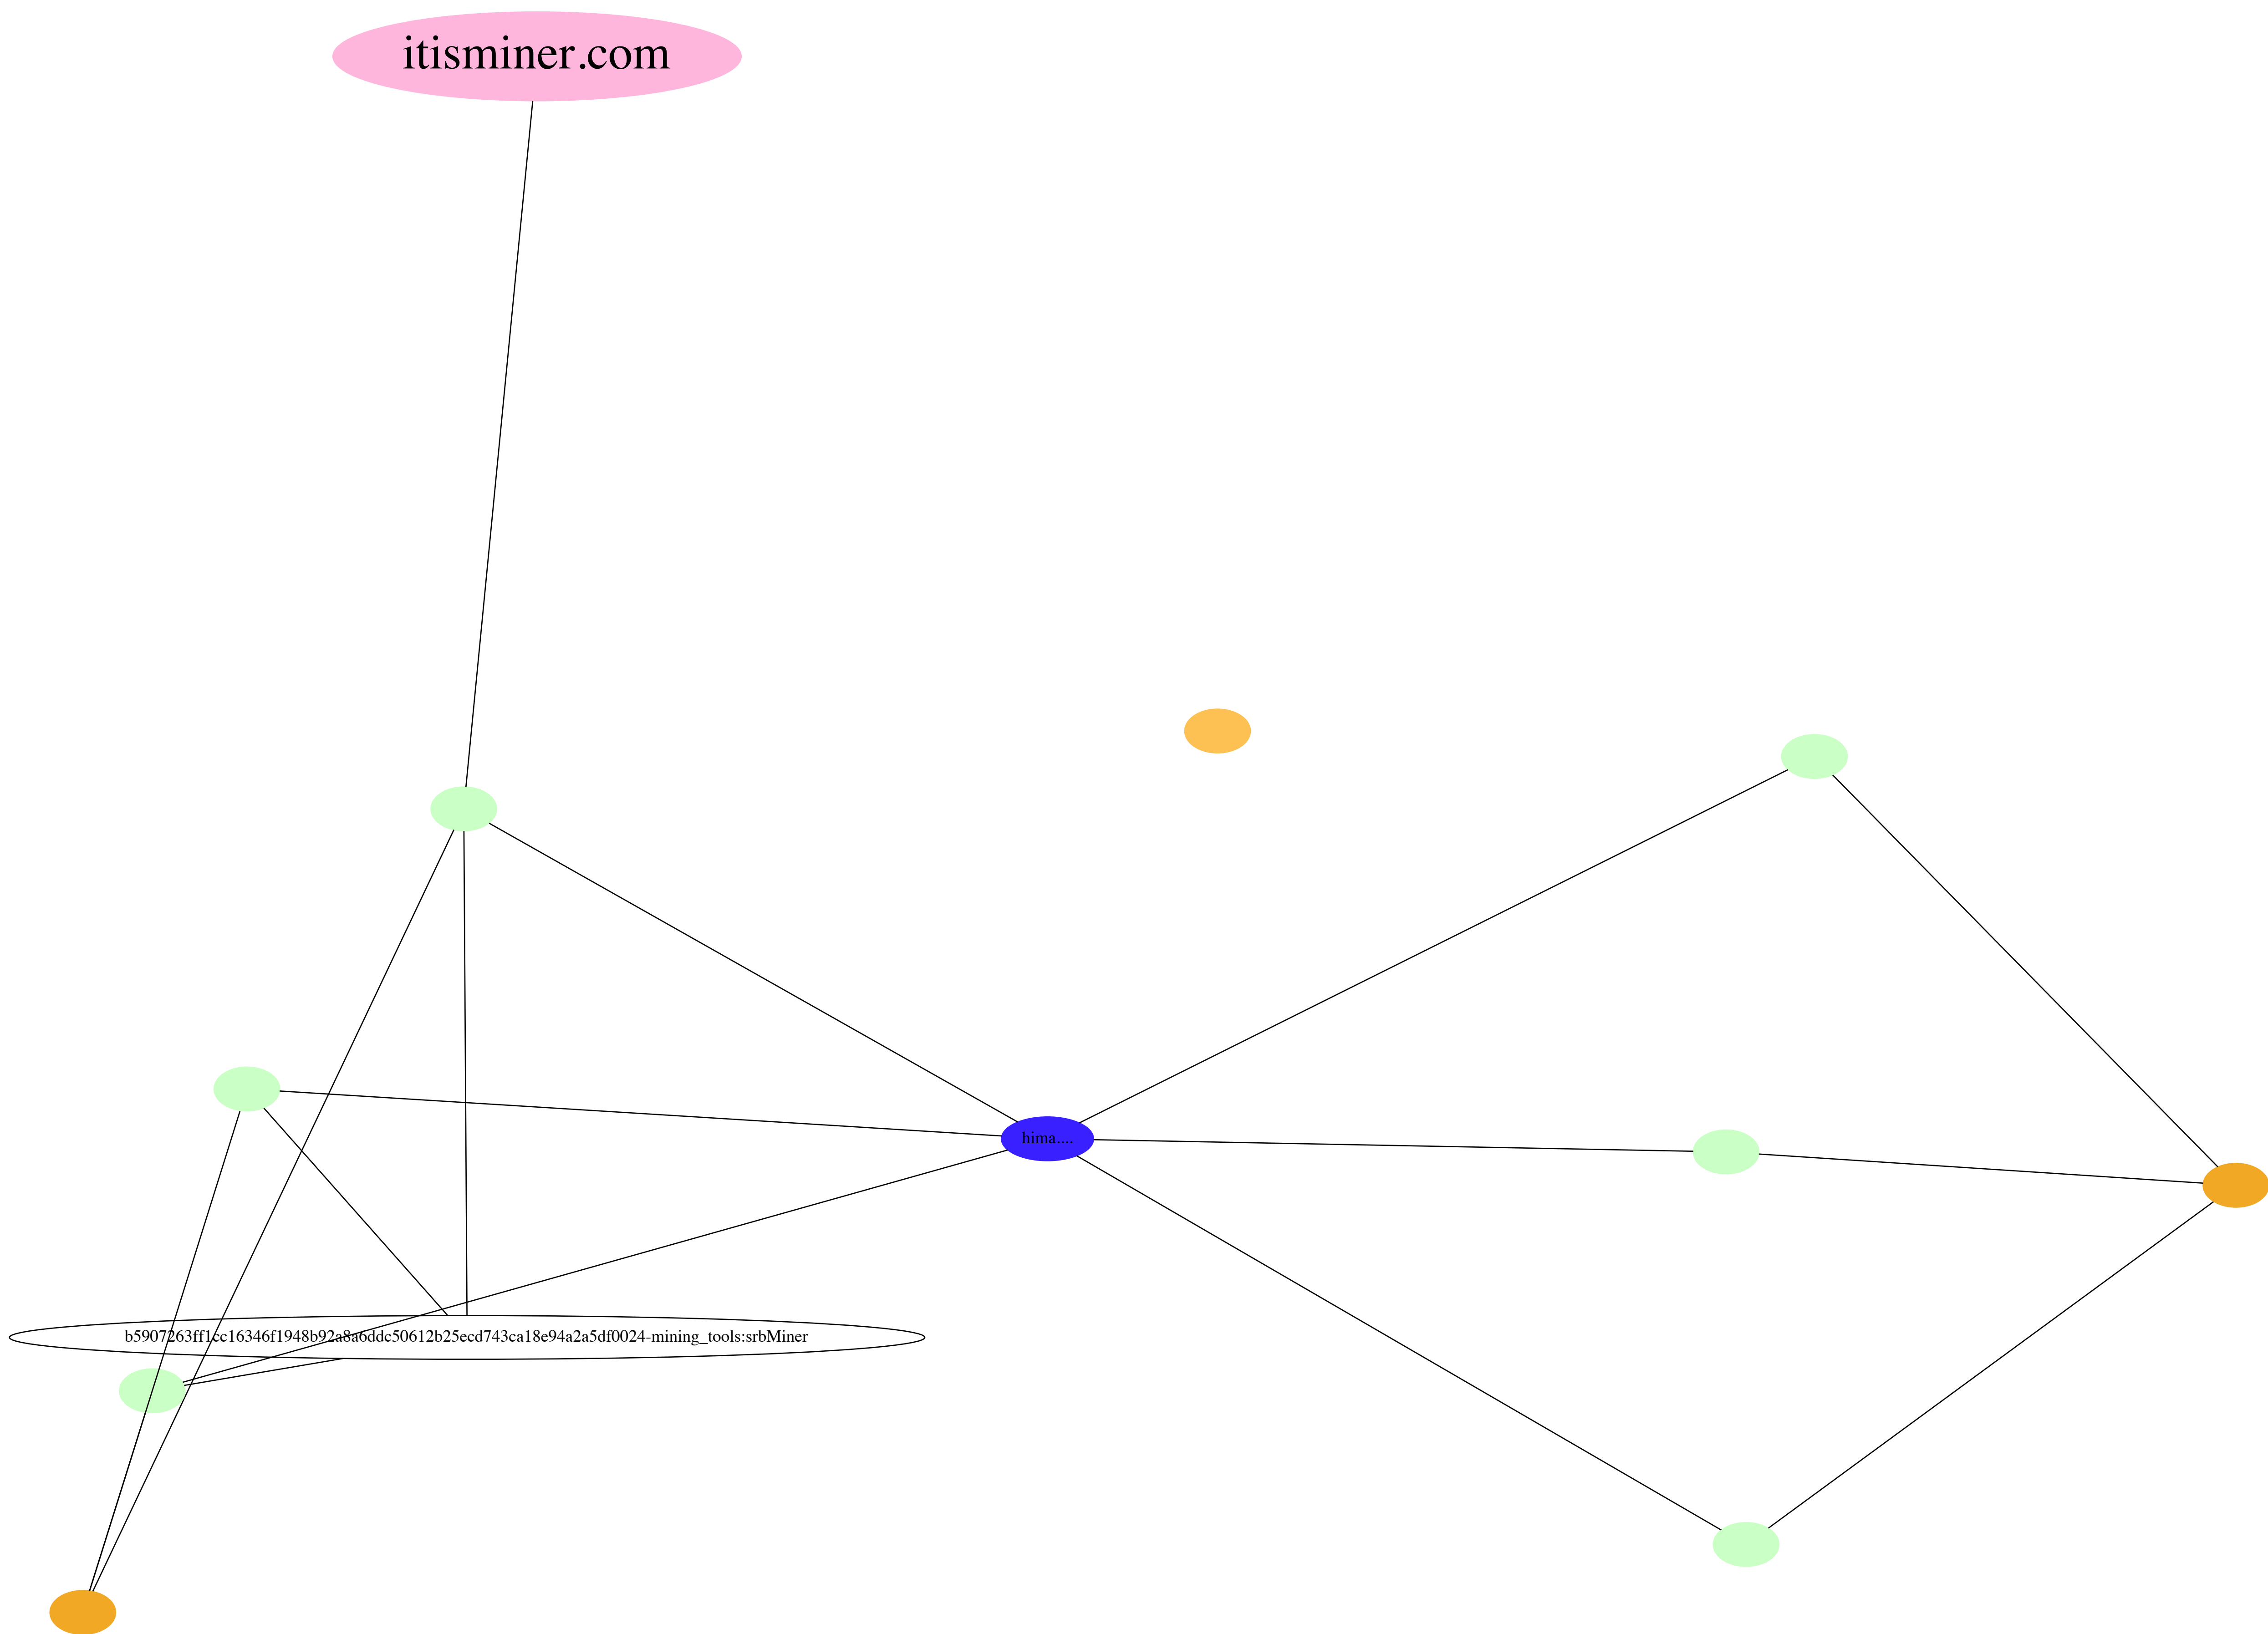 itisminer.com
hima....
b5907263ff1cc16346f1948b92a8a6ddc50612b25ecd743ca18e94a2a5df0024-mining_tools:srbMiner